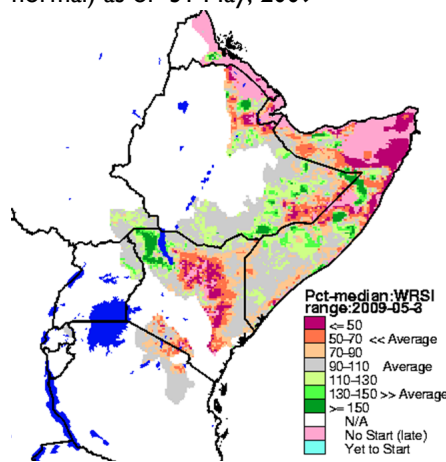 normal) as of 31 May, 2009
Pct-median:WRSI
range:2009-05-3
<= 50
50-70 << Average
70-90
90-110 Average
110-130
130-150 >> Average
>= 150
N/A
No Start (late)
Yet to Start